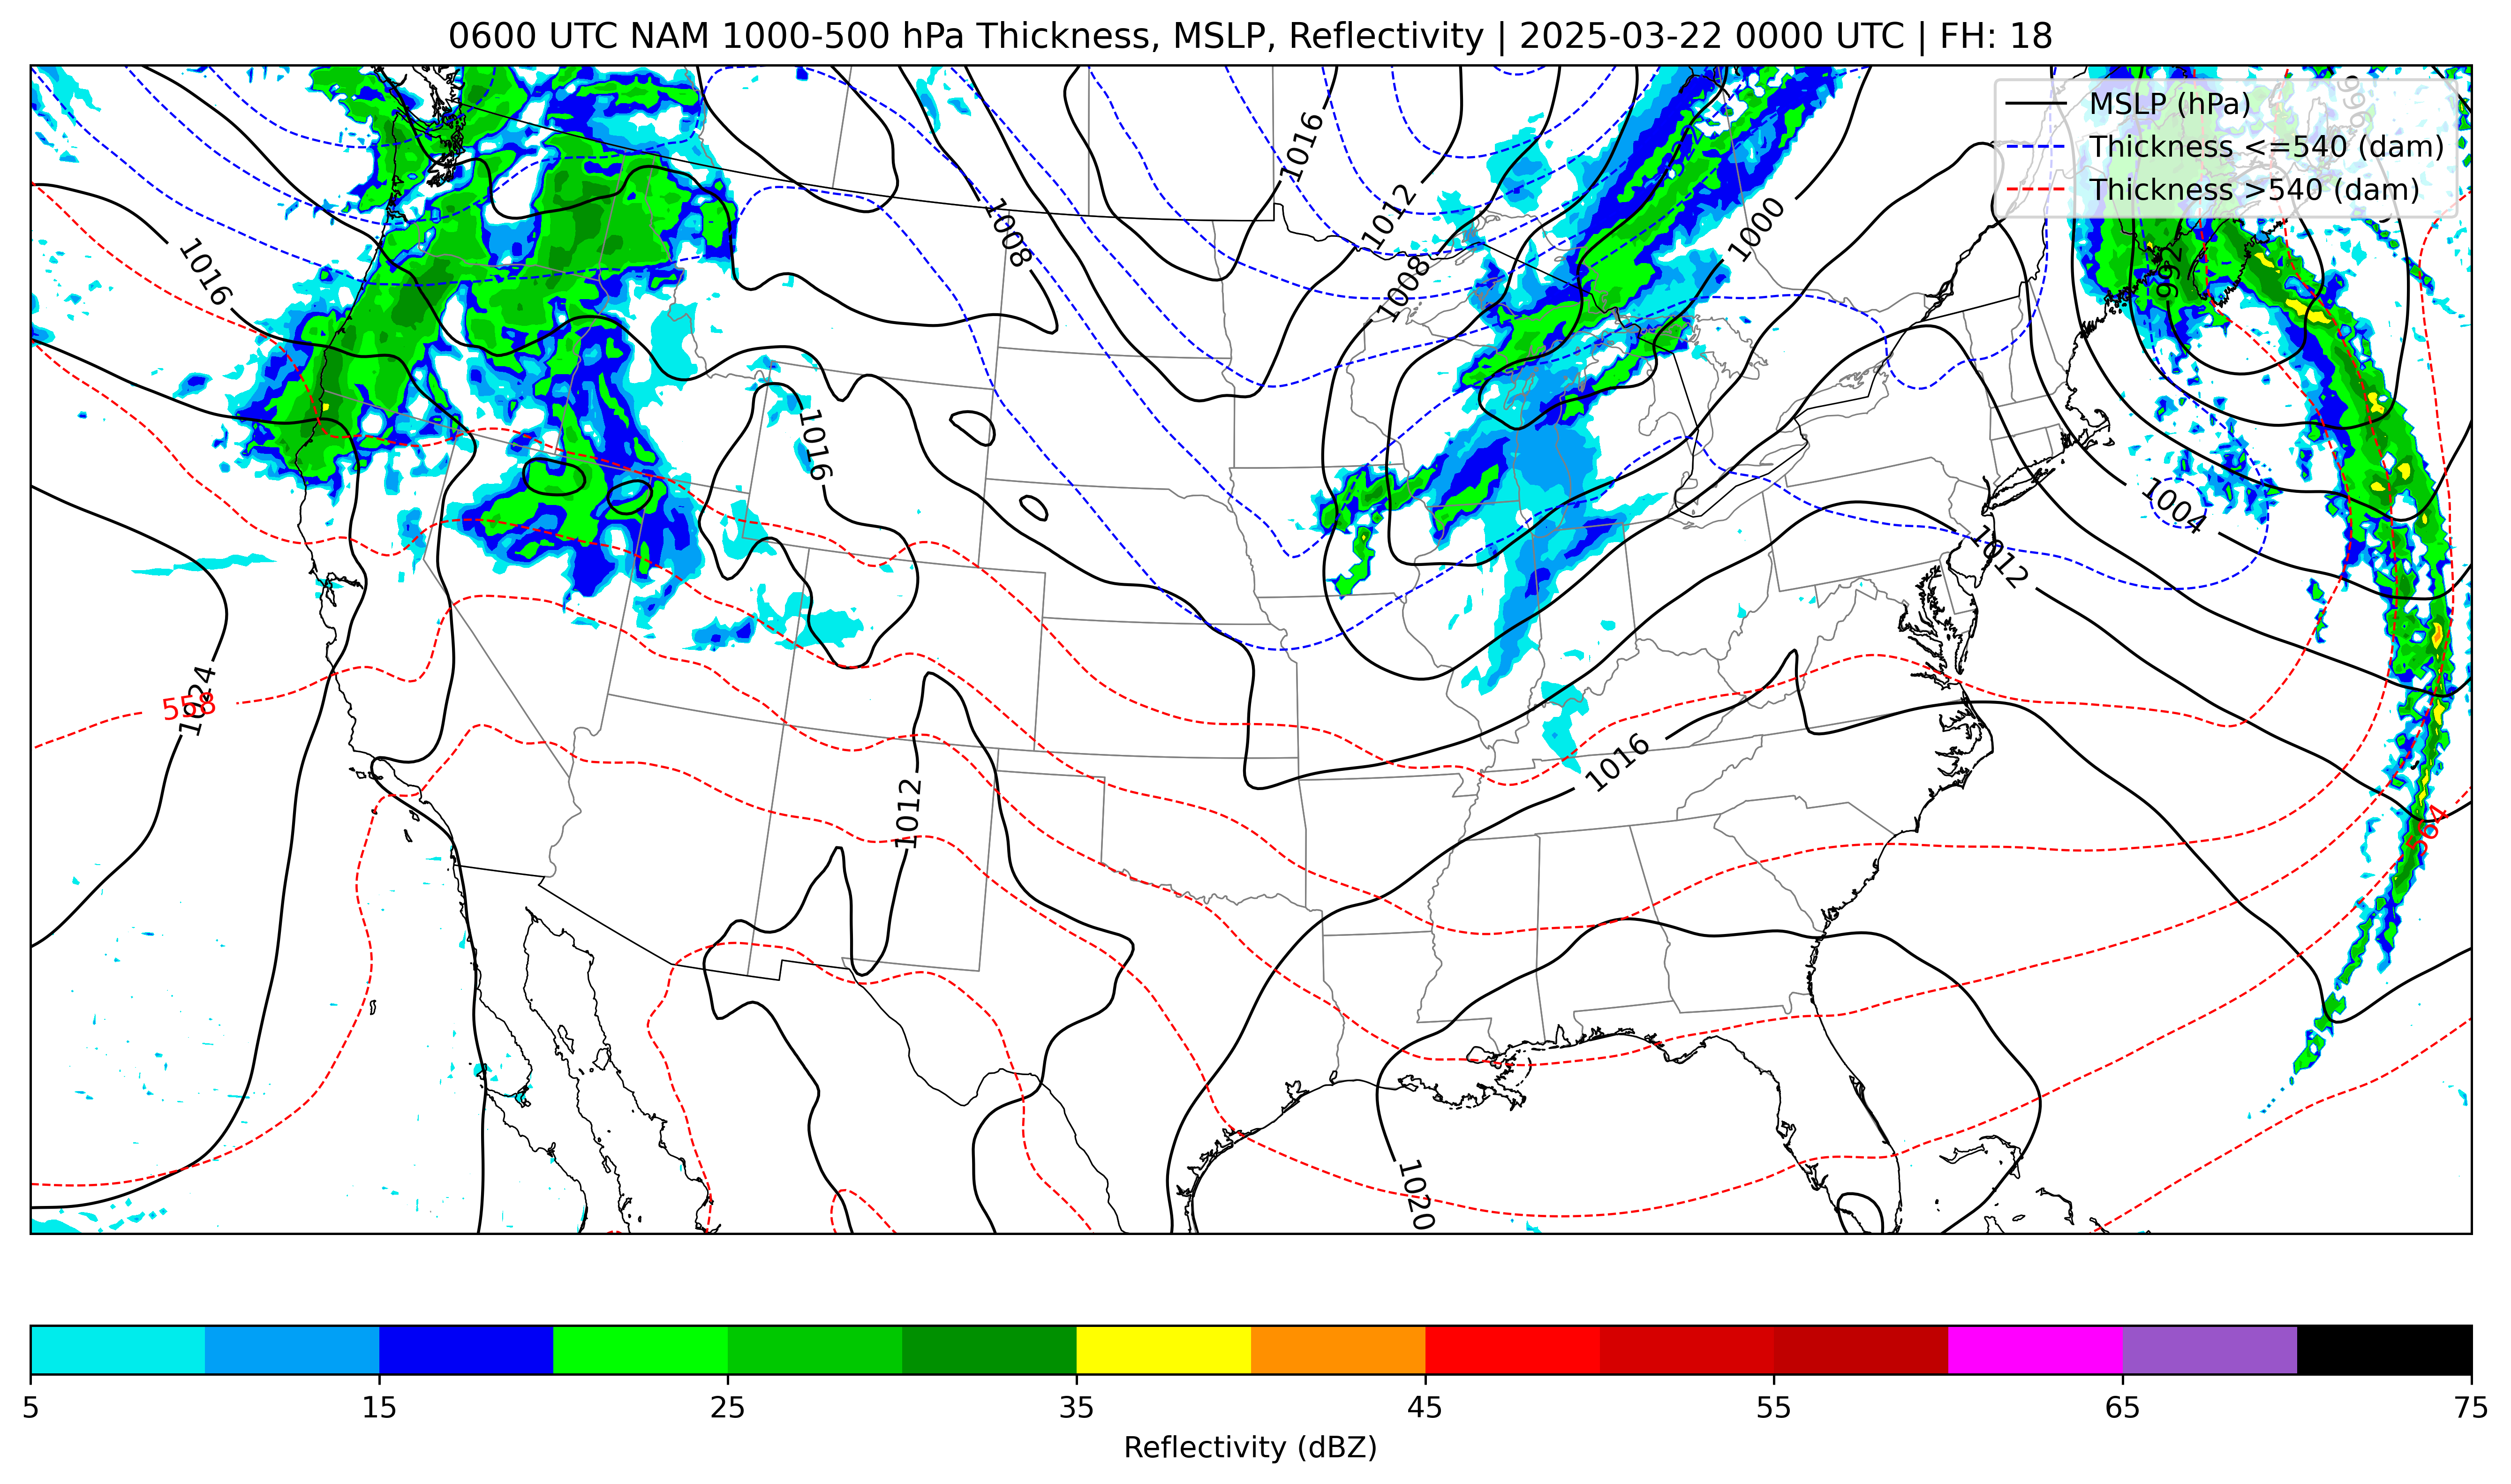 0600 UTC NAM 1000-500 hPa Thickness, MSLP, Reflectivity | 2025-03-22 0000 UTC | FH: 18
MSLP (hPa)
Thickness <=540 (dam)
Thickness >540 (dam)
996
1016
1012
1008
1000
1008
1016
992
1016
1004
1012
1024
558
1016
1012
564
1020
5 15 25 35 45 55 65 75
Reflectivity (dBZ)